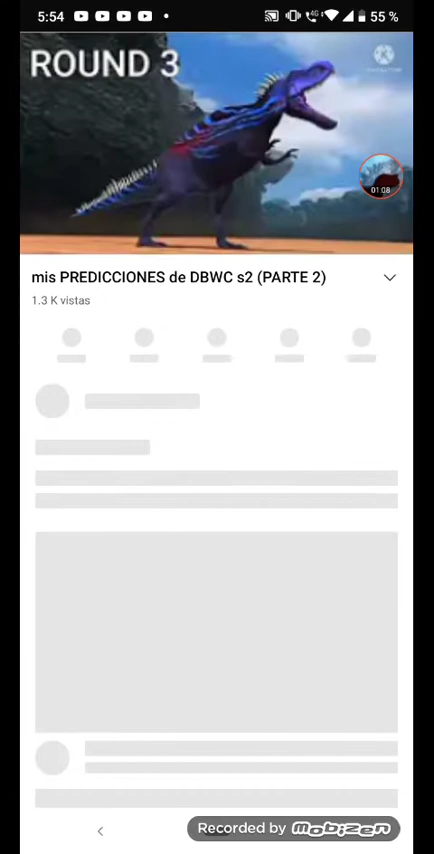 5:54
4G
55 %
ROUND 3
01:08
mis PREDICCIONES de DBWC s2 (PARTE 2)
1.3 K vistas
Recorded by MOBIZEN